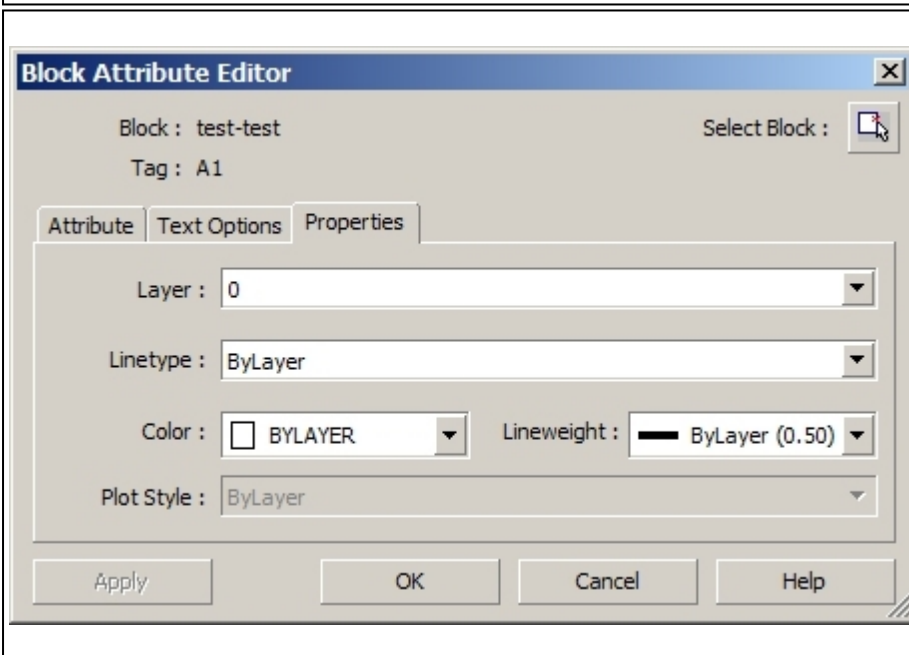 Block Attribute Editor
Block : test-test
Select Block :
Tag : A1
Attribute Text Options Properties
Layer : 0
Linetype : ByLayer
Color : BYLAYER Lineweight : ByLayer (0.50)
Plot Style : ByLayer
Apply OK Cancel Help